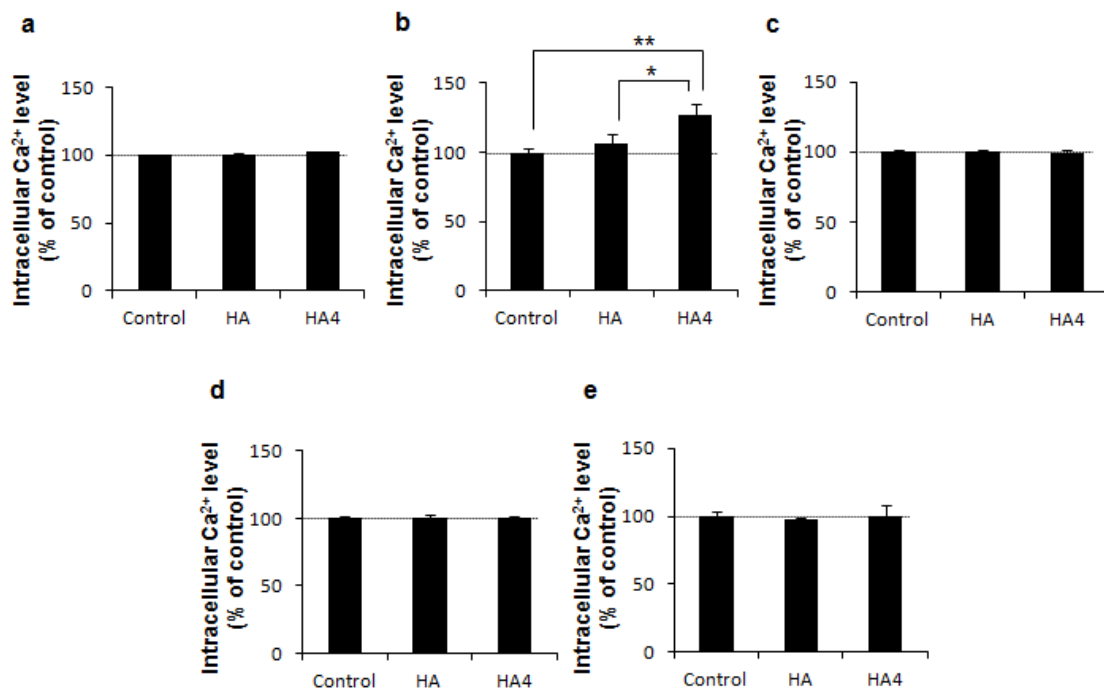 a
Intracellular Ca²⁺ level
(% of control)
150
100
50
0
Control HA HA4
b
**
*
Intracellular Ca²⁺ level
(% of control)
150
100
50
0
Control HA HA4
c
Intracellular Ca²⁺ level
(% of control)
150
100
50
0
Control HA HA4
d
Intracellular Ca²⁺ level
(% of control)
150
100
50
0
Control HA HA4
e
Intracellular Ca²⁺ level
(% of control)
150
100
50
0
Control HA HA4